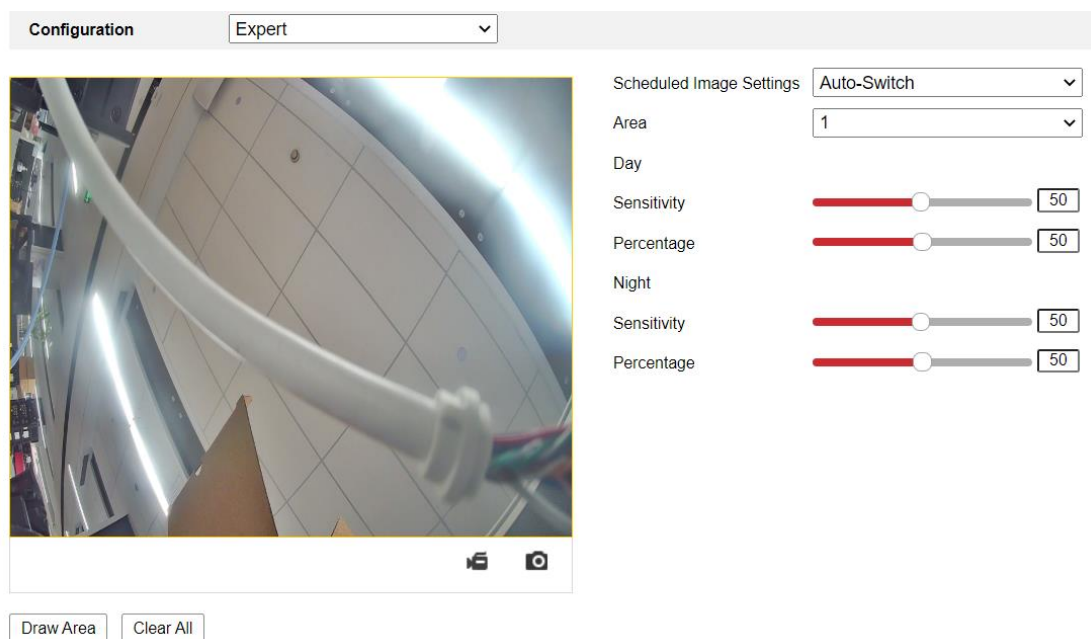 Configuration Expert
Scheduled Image Settings Auto-Switch
Area 1
Day
Sensitivity 50
Percentage 50
Night
Sensitivity 50
Percentage 50
Draw Area Clear All